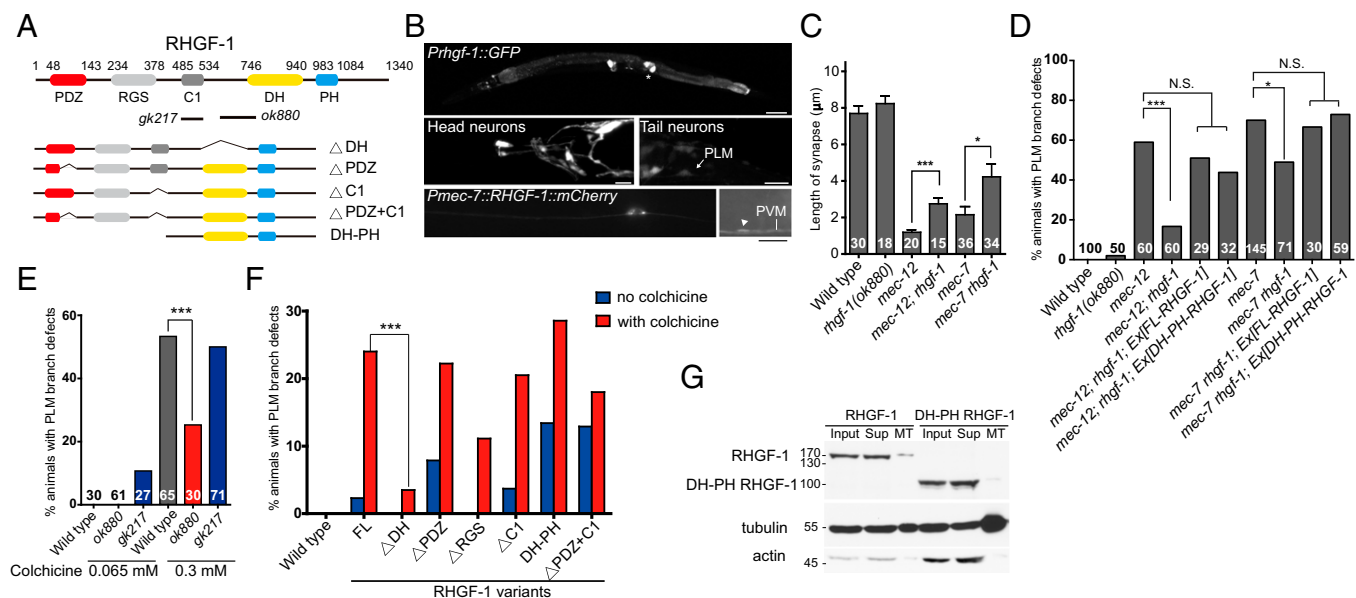 A
RHGF-1
1 48 143 234 378 485 534 746 940 983 1084 1340
PDZ RGS C1 DH PH
gk217 ok880
△ DH
△ PDZ
△ C1
△ PDZ+C1
DH-PH
B
Prhgf-1::GFP
*
Head neurons
Tail neurons
PLM
Pmec-7::RHGF-1::mCherry
PVM
C
Length of synapse (μm)
10
8
6
4
2
0
***
*
30 18 20 15 36 34
Wild type
rhgf-1(ok880)
mec-12
mec-12; rhgf-1
mec-7
mec-7 rhgf-1
D
% animals with PLM branch defects
100
90
80
70
60
50
40
30
20
10
0
N.S.
N.S.
***
*
100 50 60 60 29 32 145 71 30 59
Wild type
rhgf-1(ok880)
mec-12
mec-12; rhgf-1
mec-12; rhgf-1; Ex[FL-RHGF-1]
mec-12; rhgf-1; Ex[DH-PH-RHGF-1]
mec-7
mec-7 rhgf-1
mec-7 rhgf-1; Ex[FL-RHGF-1]
mec-7 rhgf-1; Ex[DH-PH-RHGF-1
E
% animals with PLM branch defects
60
40
20
0
***
30 61 27 65 30 71
Wild type
ok880
gk217
Wild type
ok880
gk217
Colchicine 0.065 mM 0.3 mM
F
% animals with PLM branch defects
30
20
10
0
***
no colchicine
with colchicine
Wild type
FL
△DH
△PDZ
△RGS
△C1
DH-PH
△PDZ+C1
RHGF-1 variants
G
RHGF-1 DH-PH RHGF-1
Input Sup MT Input Sup MT
RHGF-1 170
130
DH-PH RHGF-1 100
tubulin 55
actin 45